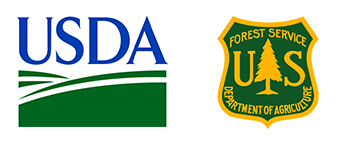 USDA
FOREST SERVICE
U S
DEPARTMENT OF AGRICULTURE